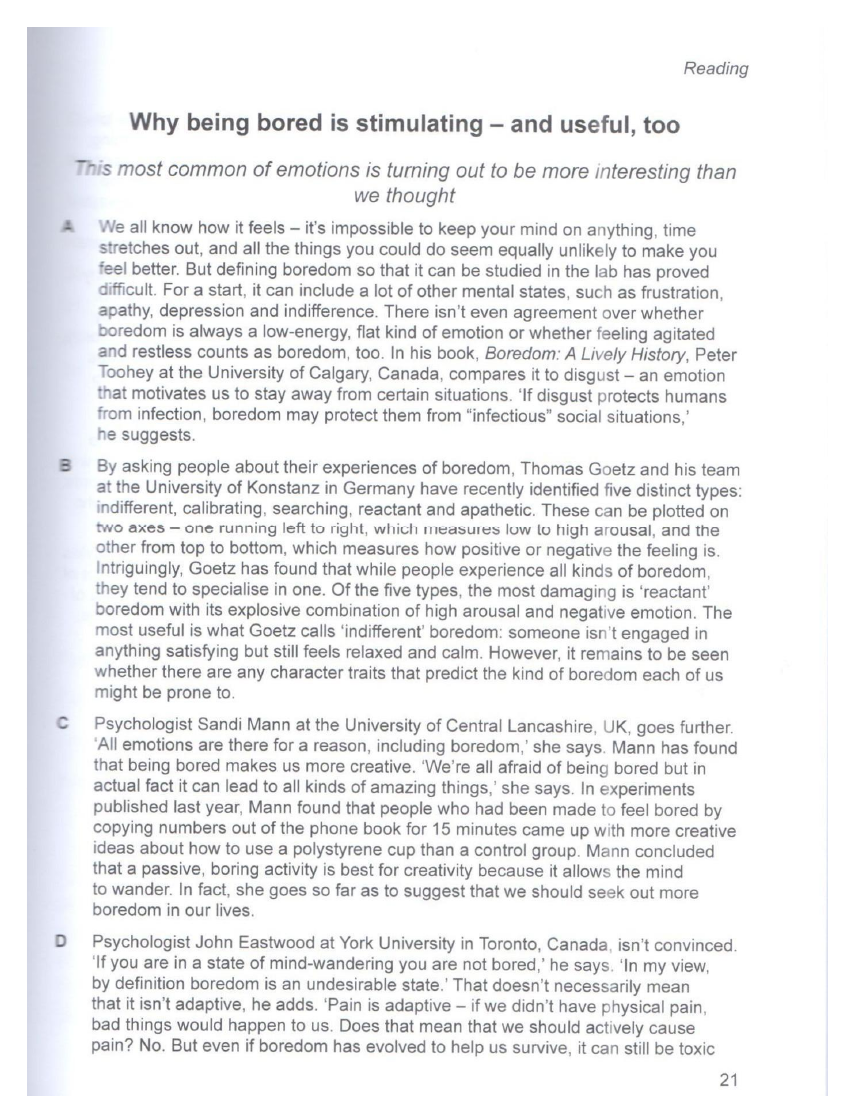 Reading
Why being bored is stimulating – and useful, too
This most common of emotions is turning out to be more interesting than
we thought
A We all know how it feels – it's impossible to keep your mind on anything, time
stretches out, and all the things you could do seem equally unlikely to make you
feel better. But defining boredom so that it can be studied in the lab has proved
difficult. For a start, it can include a lot of other mental states, such as frustration,
apathy, depression and indifference. There isn't even agreement over whether
boredom is always a low-energy, flat kind of emotion or whether feeling agitated
and restless counts as boredom, too. In his book, Boredom: A Lively History, Peter
Toohey at the University of Calgary, Canada, compares it to disgust – an emotion
that motivates us to stay away from certain situations. 'If disgust protects humans
from infection, boredom may protect them from "infectious" social situations,'
he suggests.
B By asking people about their experiences of boredom, Thomas Goetz and his team
at the University of Konstanz in Germany have recently identified five distinct types:
indifferent, calibrating, searching, reactant and apathetic. These can be plotted on
two axes – one running left to right, which measures low to high arousal, and the
other from top to bottom, which measures how positive or negative the feeling is.
Intriguingly, Goetz has found that while people experience all kinds of boredom,
they tend to specialise in one. Of the five types, the most damaging is 'reactant'
boredom with its explosive combination of high arousal and negative emotion. The
most useful is what Goetz calls 'indifferent' boredom: someone isn't engaged in
anything satisfying but still feels relaxed and calm. However, it remains to be seen
whether there are any character traits that predict the kind of boredom each of us
might be prone to.
C Psychologist Sandi Mann at the University of Central Lancashire, UK, goes further.
'All emotions are there for a reason, including boredom,' she says. Mann has found
that being bored makes us more creative. 'We're all afraid of being bored but in
actual fact it can lead to all kinds of amazing things,' she says. In experiments
published last year, Mann found that people who had been made to feel bored by
copying numbers out of the phone book for 15 minutes came up with more creative
ideas about how to use a polystyrene cup than a control group. Mann concluded
that a passive, boring activity is best for creativity because it allows the mind
to wander. In fact, she goes so far as to suggest that we should seek out more
boredom in our lives.
D Psychologist John Eastwood at York University in Toronto, Canada, isn't convinced.
'If you are in a state of mind-wandering you are not bored,' he says. 'In my view,
by definition boredom is an undesirable state.' That doesn't necessarily mean
that it isn't adaptive, he adds. 'Pain is adaptive – if we didn't have physical pain,
bad things would happen to us. Does that mean that we should actively cause
pain? No. But even if boredom has evolved to help us survive, it can still be toxic
21